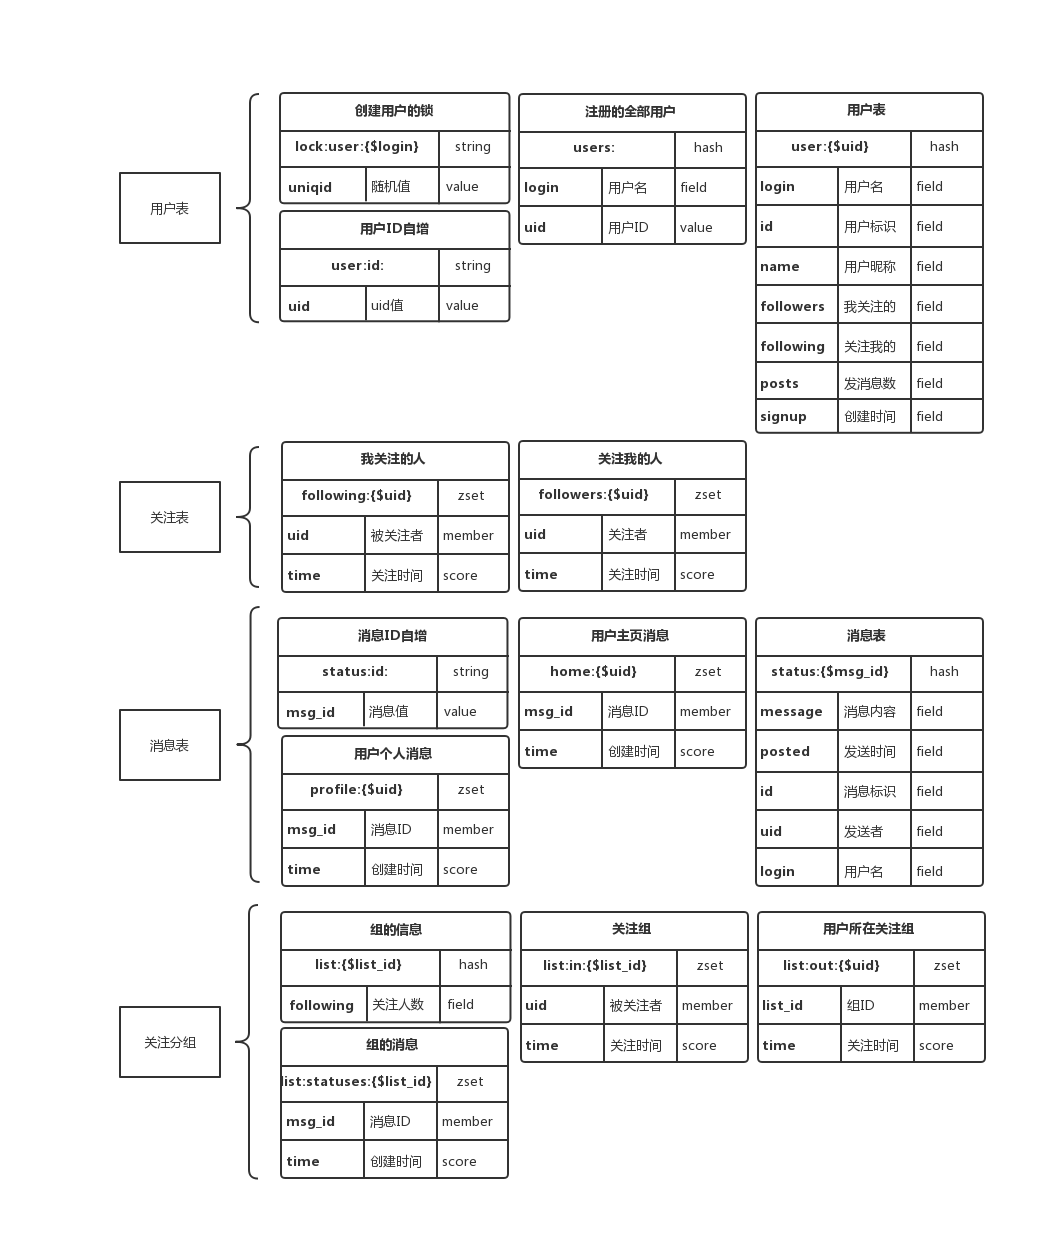 用户表
创建用户的锁
lock:user:{$login} string
uniqid 随机值 value
用户ID自增
user:id: string
uid uid值 value
注册的全部用户
users: hash
login 用户名 field
uid 用户ID value
用户表
user:{$uid} hash
login 用户名 field
id 用户标识 field
name 用户昵称 field
followers 我关注的 field
following 关注我的 field
posts 发消息数 field
signup 创建时间 field
关注表
我关注的人
following:{$uid} zset
uid 被关注者 member
time 关注时间 score
关注我的人
followers:{$uid} zset
uid 关注者 member
time 关注时间 score
消息表
消息ID自增
status:id: string
msg_id 消息值 value
用户个人消息
profile:{$uid} zset
msg_id 消息ID member
time 创建时间 score
用户主页消息
home:{$uid} zset
msg_id 消息ID member
time 创建时间 score
消息表
status:{$msg_id} hash
message 消息内容 field
posted 发送时间 field
id 消息标识 field
uid 发送者 field
login 用户名 field
关注分组
组的信息
list:{$list_id} hash
following 关注人数 field
组的消息
list:statuses:{$list_id} zset
msg_id 消息ID member
time 创建时间 score
关注组
list:in:{$list_id} zset
uid 被关注者 member
time 关注时间 score
用户所在关注组
list:out:{$uid} zset
list_id 组ID member
time 关注时间 score